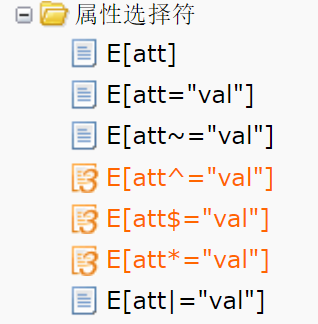 属性选择符
E[att]
E[att="val"]
E[att~="val"]
E[att^="val"]
E[att$="val"]
E[att*="val"]
E[att|="val"]